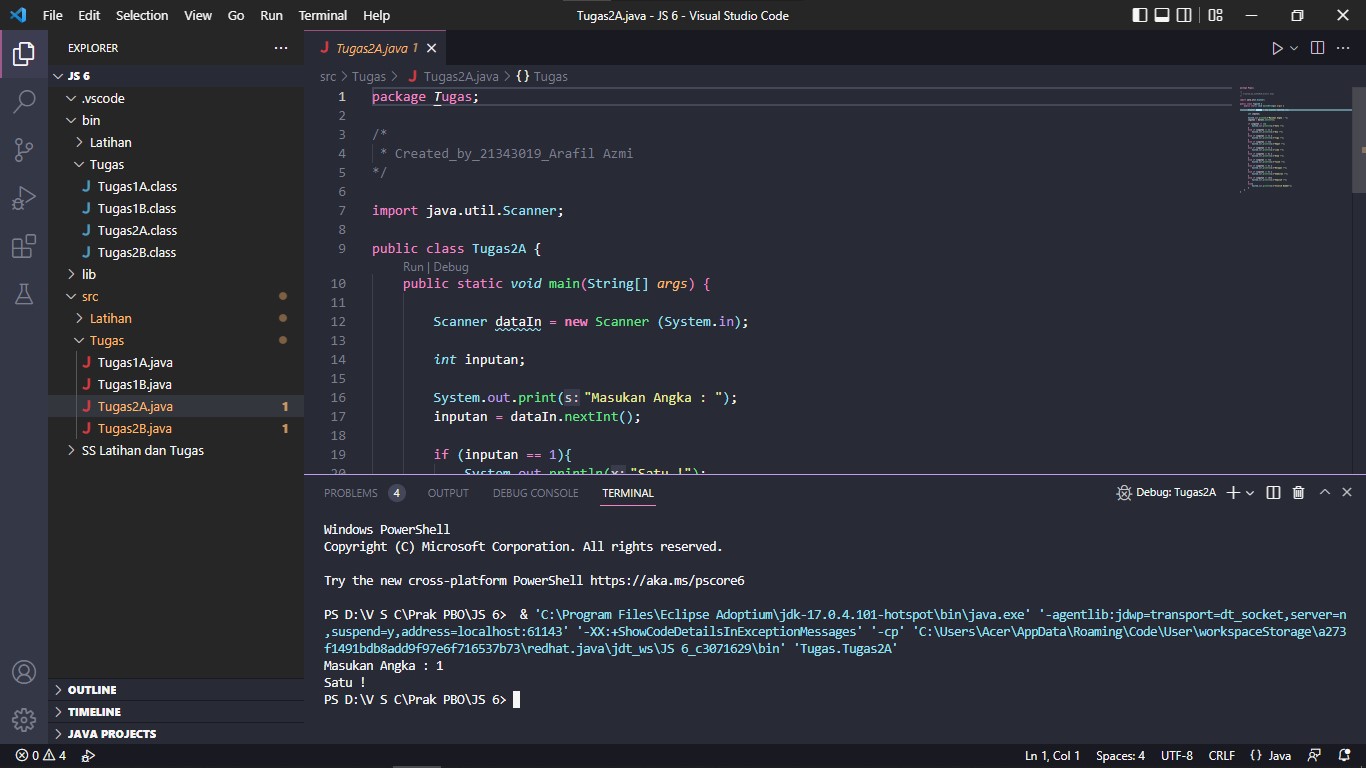 File Edit Selection View Go Run Terminal Help
Tugas2A.java - JS 6 - Visual Studio Code
EXPLORER
JS 6
.vscode
bin
Latihan
Tugas
Tugas1A.class
Tugas1B.class
Tugas2A.class
Tugas2B.class
lib
src
Latihan
Tugas
Tugas1A.java
Tugas1B.java
Tugas2A.java 1
Tugas2B.java 1
SS Latihan dan Tugas
OUTLINE
TIMELINE
JAVA PROJECTS
Tugas2A.java 1
src > Tugas > Tugas2A.java > {} Tugas
1 package Tugas;
2
3 /*
4 * Created_by_21343019_Arafil Azmi
5 */
6
7 import java.util.Scanner;
8
9 public class Tugas2A {
Run | Debug
10 public static void main(String[] args) {
11
12 Scanner dataIn = new Scanner (System.in);
13
14 int inputan;
15
16 System.out.print(s: "Masukan Angka : ");
17 inputan = dataIn.nextInt();
18
19 if (inputan == 1){
20 System.out.println(x: "Satu !");
PROBLEMS 4 OUTPUT DEBUG CONSOLE TERMINAL
Debug: Tugas2A
Windows PowerShell
Copyright (C) Microsoft Corporation. All rights reserved.
Try the new cross-platform PowerShell https://aka.ms/pscore6
PS D:\V S C\Prak PBO\JS 6> & 'C:\Program Files\Eclipse Adoptium\jdk-17.0.4.101-hotspot\bin\java.exe' '-agentlib:jdwp=transport=dt_socket,server=n
,suspend=y,address=localhost:61143' '-XX:+ShowCodeDetailsInExceptionMessages' '-cp' 'C:\Users\Acer\AppData\Roaming\Code\User\workspaceStorage\a273
f1491bdb8add9f97e6f716537b73\redhat.java\jdt_ws\JS 6_c3071629\bin' 'Tugas.Tugas2A'
Masukan Angka : 1
Satu !
PS D:\V S C\Prak PBO\JS 6>
0 4
Ln 1, Col 1 Spaces: 4 UTF-8 CRLF {} Java